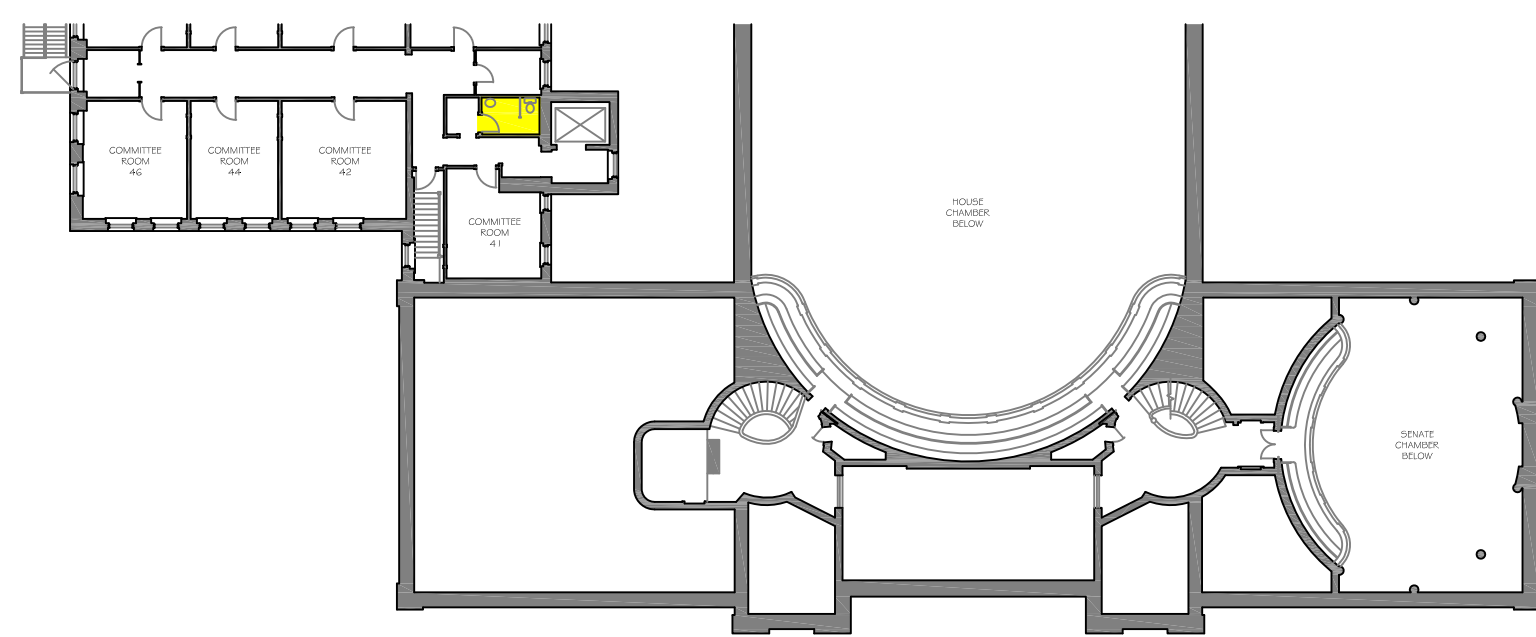 COMMITTEE
ROOM
46
COMMITTEE
ROOM
44
COMMITTEE
ROOM
42
COMMITTEE
ROOM
41
HOUSE
CHAMBER
BELOW
SENATE
CHAMBER
BELOW